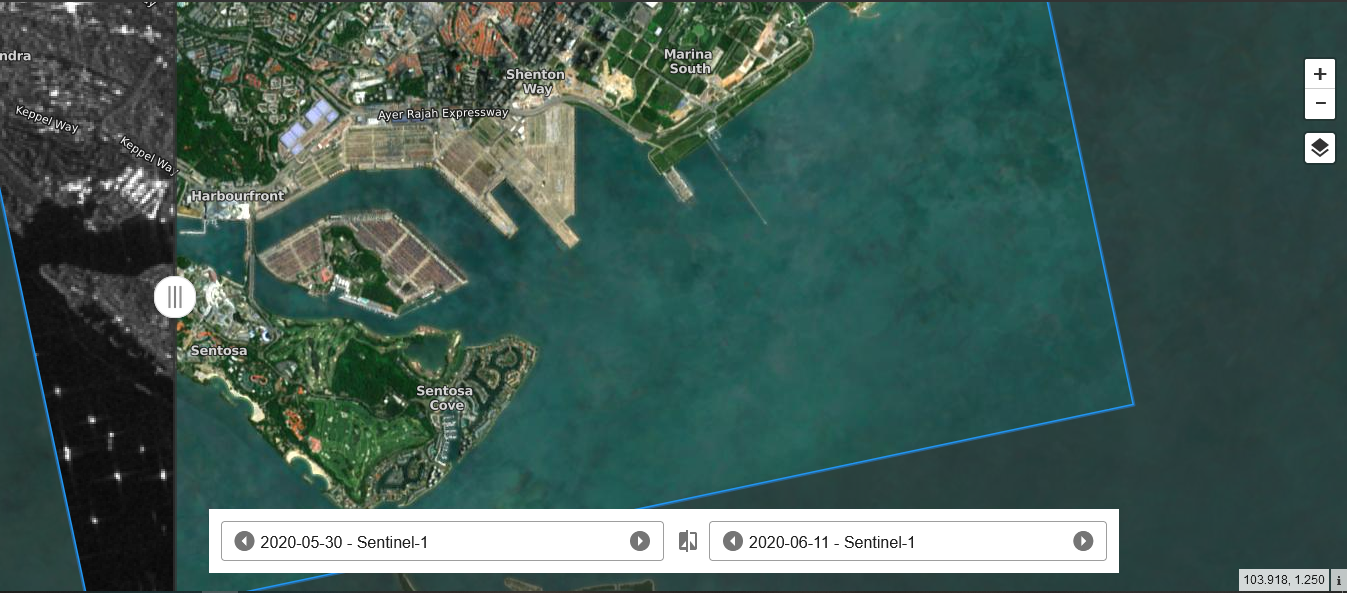 ndra
Marina
South
Shenton
Way
Keppel Way
Ayer Rajah Expressway
Keppel Way
Harbourfront
Sentosa
Sentosa
Cove
+
−
2020-05-30 - Sentinel-1
2020-06-11 - Sentinel-1
103.918, 1.250
i